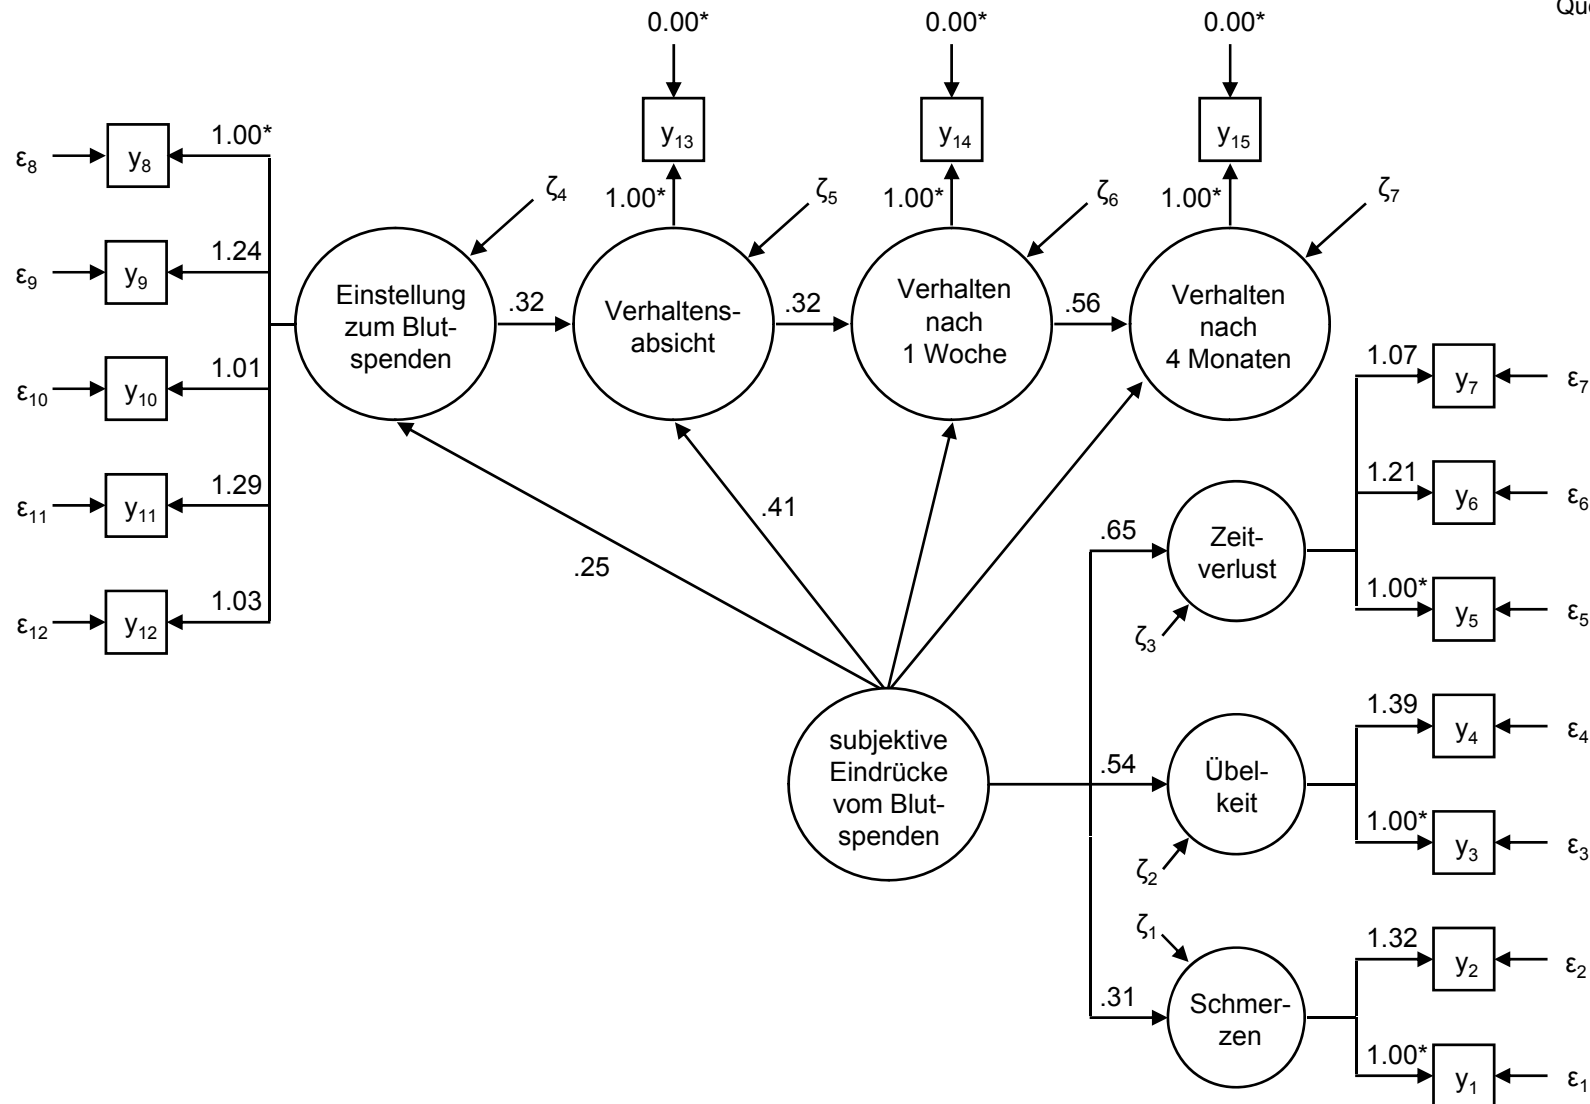 Que
0.00*
0.00*
0.00*
y13
y14
y15
1.00*
1.00*
1.00*
ε8
y8
1.00*
ζ4
ζ5
ζ6
ζ7
ε9
y9
1.24
Einstellung
zum Blut-
spenden
.32
Verhaltens-
absicht
.32
Verhalten
nach
1 Woche
.56
Verhalten
nach
4 Monaten
ε10
y10
1.01
1.07
y7
ε7
ε11
y11
1.29
.41
1.21
y6
ε6
.25
.65
Zeit-
verlust
ε12
y12
1.03
1.00*
y5
ε5
ζ3
1.39
y4
ε4
subjektive
Eindrücke
vom Blut-
spenden
.54
Übel-
keit
1.00*
y3
ε3
ζ2
ζ1
1.32
y2
ε2
.31
Schmer-
zen
1.00*
y1
ε1